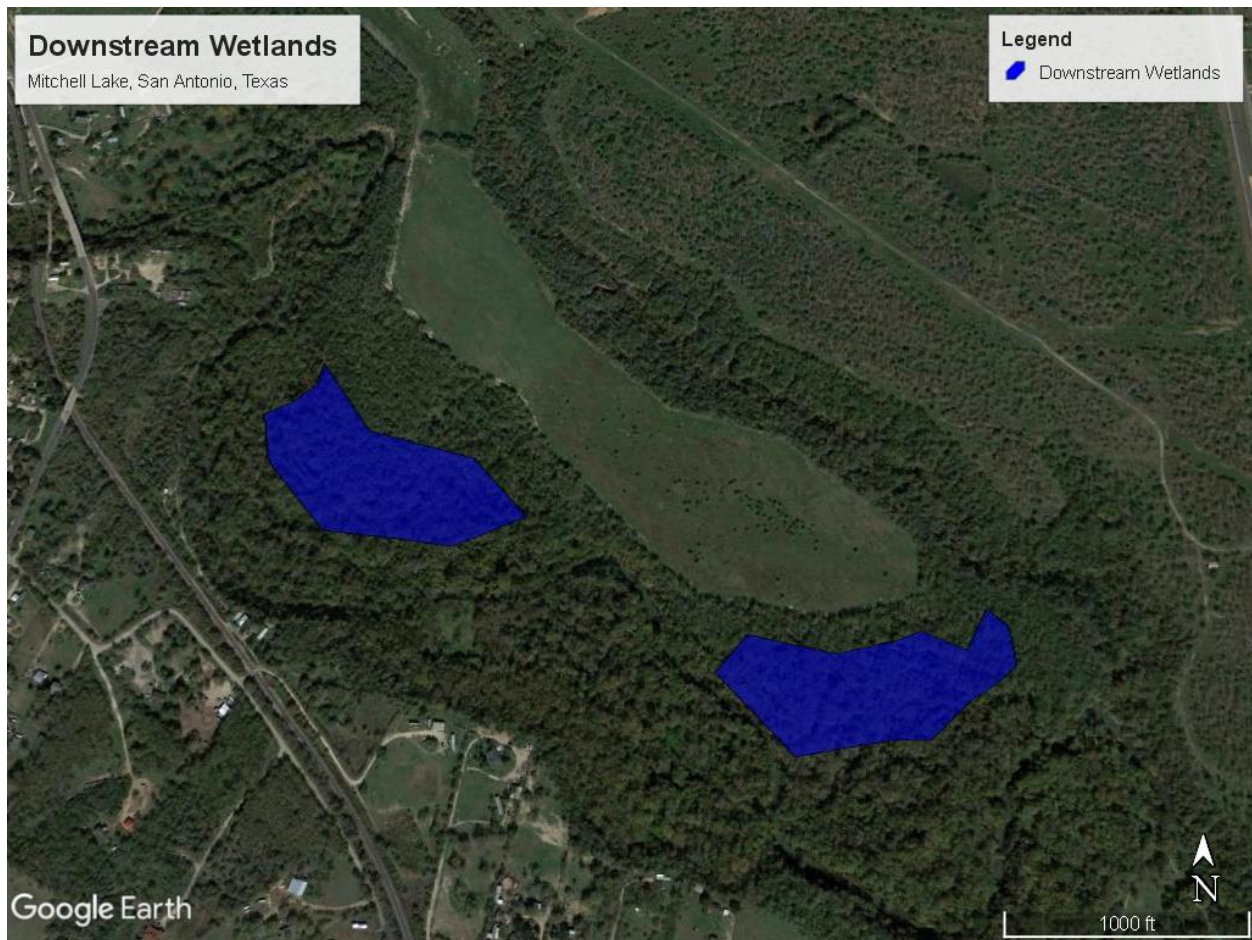 Downstream Wetlands
Mitchell Lake, San Antonio, Texas
Legend
Downstream Wetlands
N
Google Earth
1000 ft